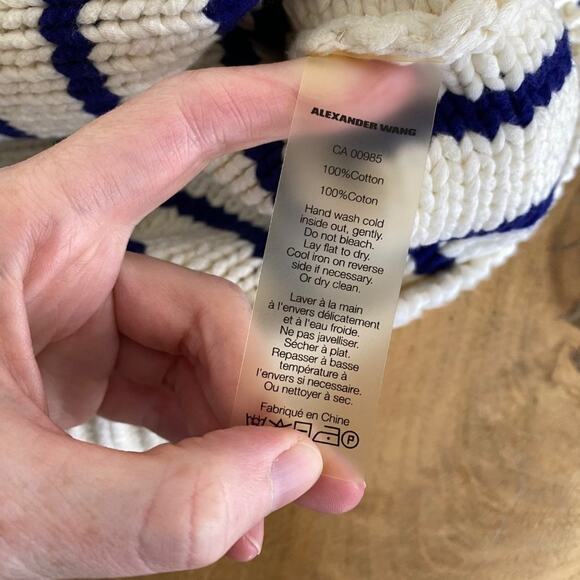 ALEXANDER WANG
CA 00985
100%Cotton
100%Coton
Hand wash cold
inside out, gently.
Do not bleach.
Lay flat to dry.
Cool iron on reverse
side if necessary.
Or dry clean.
Laver à la main
à l'envers délicatement
et à l'eau froide.
Ne pas javelliser.
Sécher à plat.
Repasser à basse
température à
l'envers si necessaire.
Ou nettoyer à sec.
Fabriqué en Chine
P